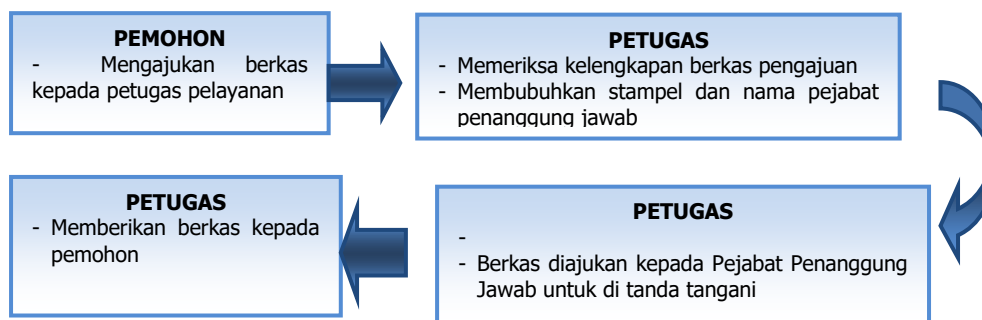 PEMOHON
- Mengajukan berkas
kepada petugas pelayanan
PETUGAS
- Memeriksa kelengkapan berkas pengajuan
- Membubuhkan stampel dan nama pejabat
penanggung jawab
PETUGAS
-
- Berkas diajukan kepada Pejabat Penanggung
Jawab untuk di tanda tangani
PETUGAS
- Memberikan berkas kepada
pemohon